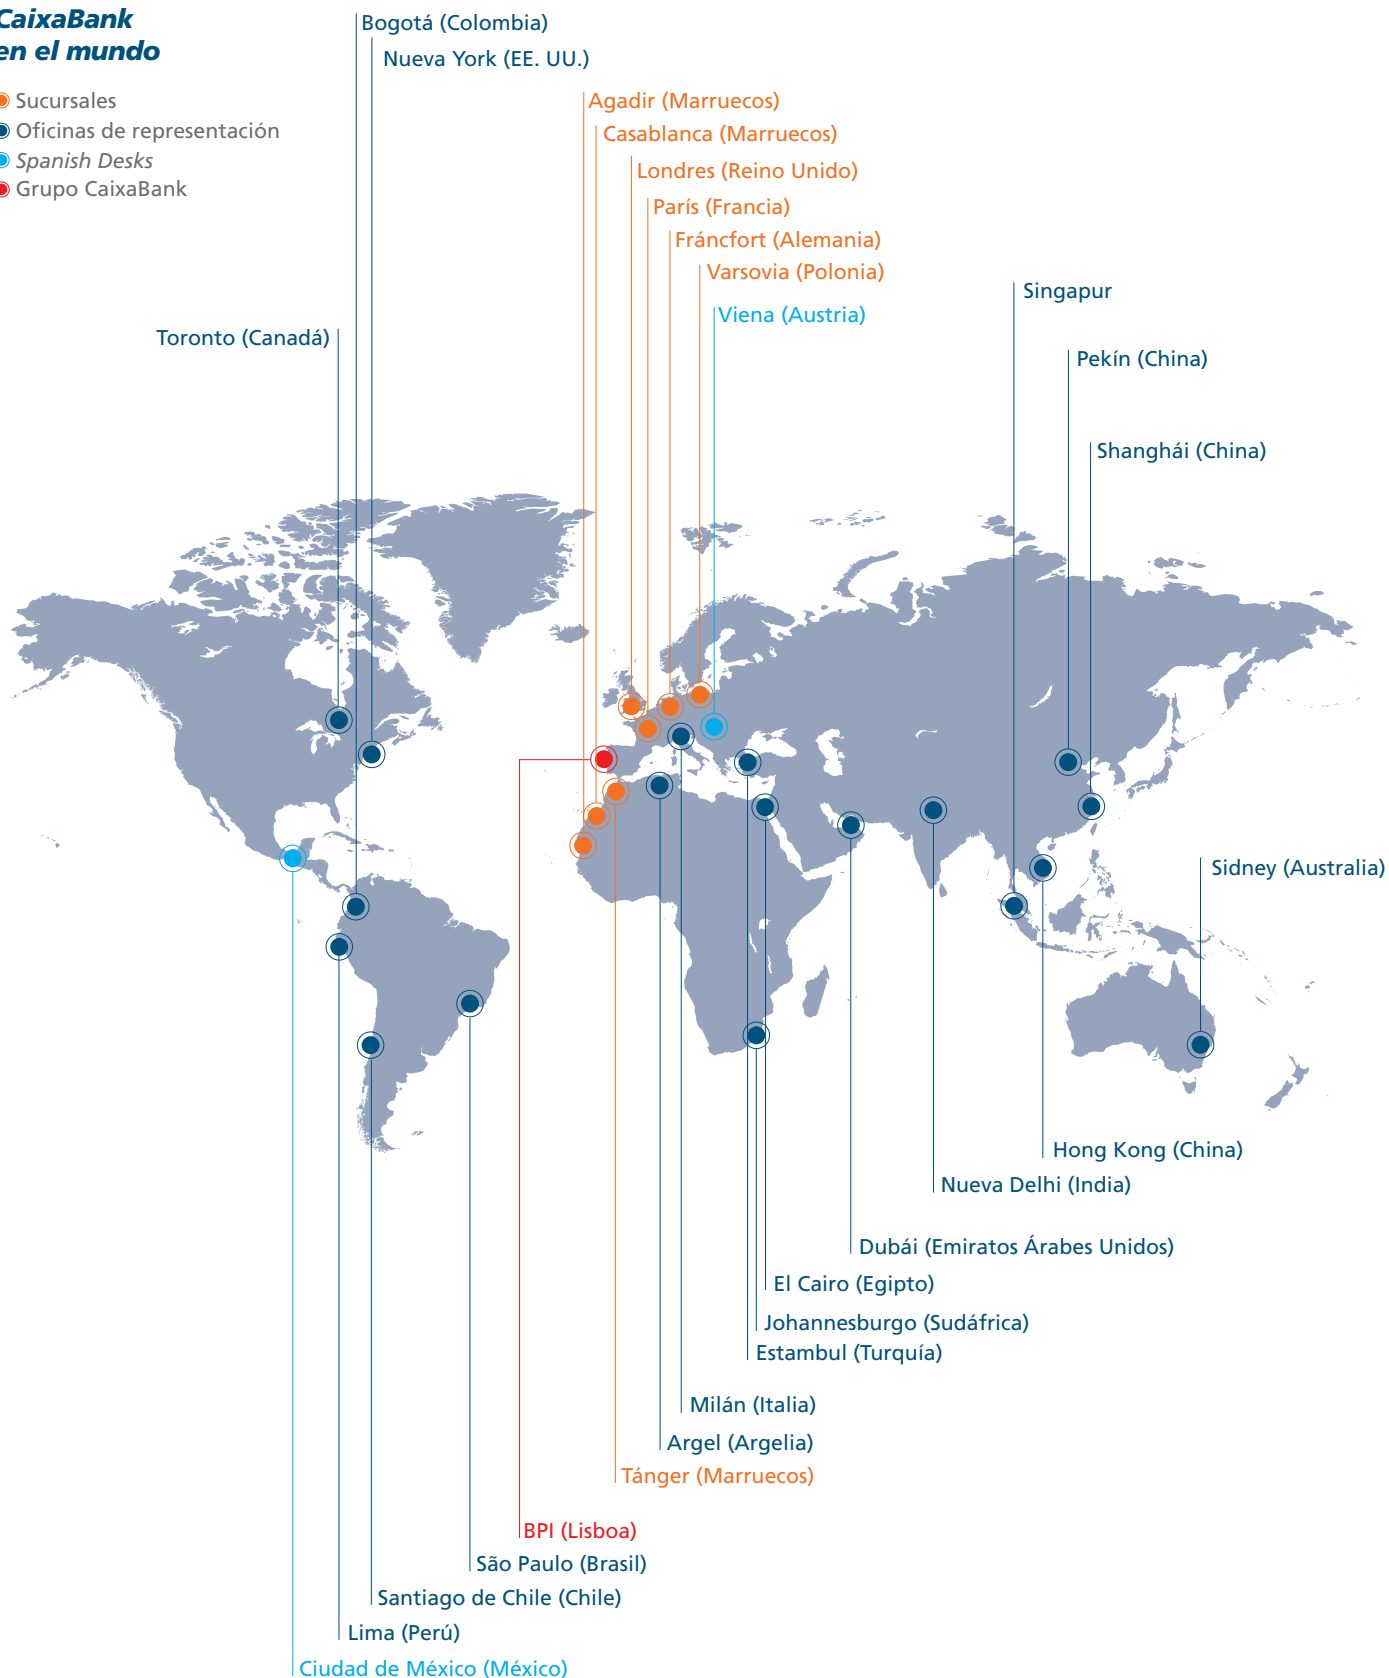 CaixaBank
en el mundo
Sucursales
Oficinas de representación
Spanish Desks
Grupo CaixaBank
Bogotá (Colombia)
Nueva York (EE. UU.)
Agadir (Marruecos)
Casablanca (Marruecos)
Londres (Reino Unido)
París (Francia)
Fráncfort (Alemania)
Varsovia (Polonia)
Viena (Austria)
Singapur
Toronto (Canadá)
Pekín (China)
Shanghái (China)
Sidney (Australia)
Hong Kong (China)
Nueva Delhi (India)
Dubái (Emiratos Árabes Unidos)
El Cairo (Egipto)
Johannesburgo (Sudáfrica)
Estambul (Turquía)
Milán (Italia)
Argel (Argelia)
Tánger (Marruecos)
BPI (Lisboa)
São Paulo (Brasil)
Santiago de Chile (Chile)
Lima (Perú)
Ciudad de México (México)